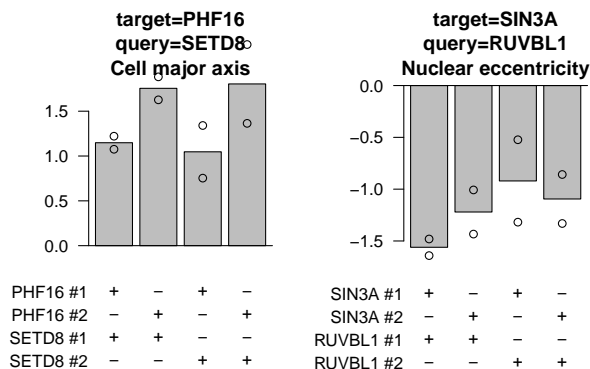 target=PHF16
query=SETD8
Cell major axis
1.5
1.0
0.5
0.0
PHF16 #1 + − + −
PHF16 #2 − + − +
SETD8 #1 + + − −
SETD8 #2 − − + +
target=SIN3A
query=RUVBL1
Nuclear eccentricity
0.0
−0.5
−1.0
−1.5
SIN3A #1 + − + −
SIN3A #2 − + − +
RUVBL1 #1 + + − −
RUVBL1 #2 − − + +